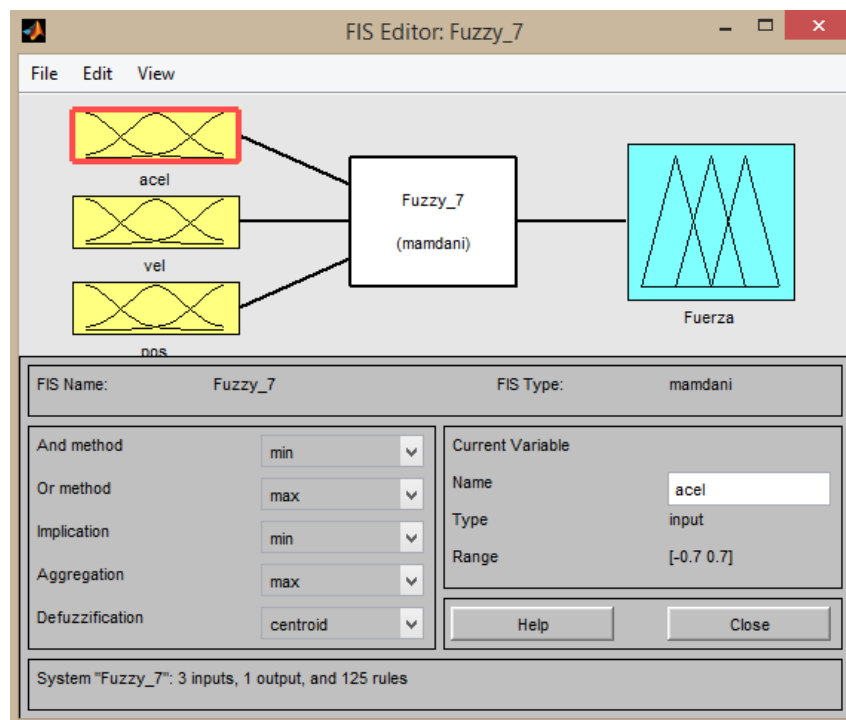 FIS Editor: Fuzzy_7
File Edit View
acel
vel
pos
Fuzzy_7
(mamdani)
Fuerza
FIS Name: Fuzzy_7 FIS Type: mamdani
And method min
Or method max
Implication min
Aggregation max
Defuzzification centroid
Current Variable
Name acel
Type input
Range [-0.7 0.7]
Help Close
System "Fuzzy_7": 3 inputs, 1 output, and 125 rules